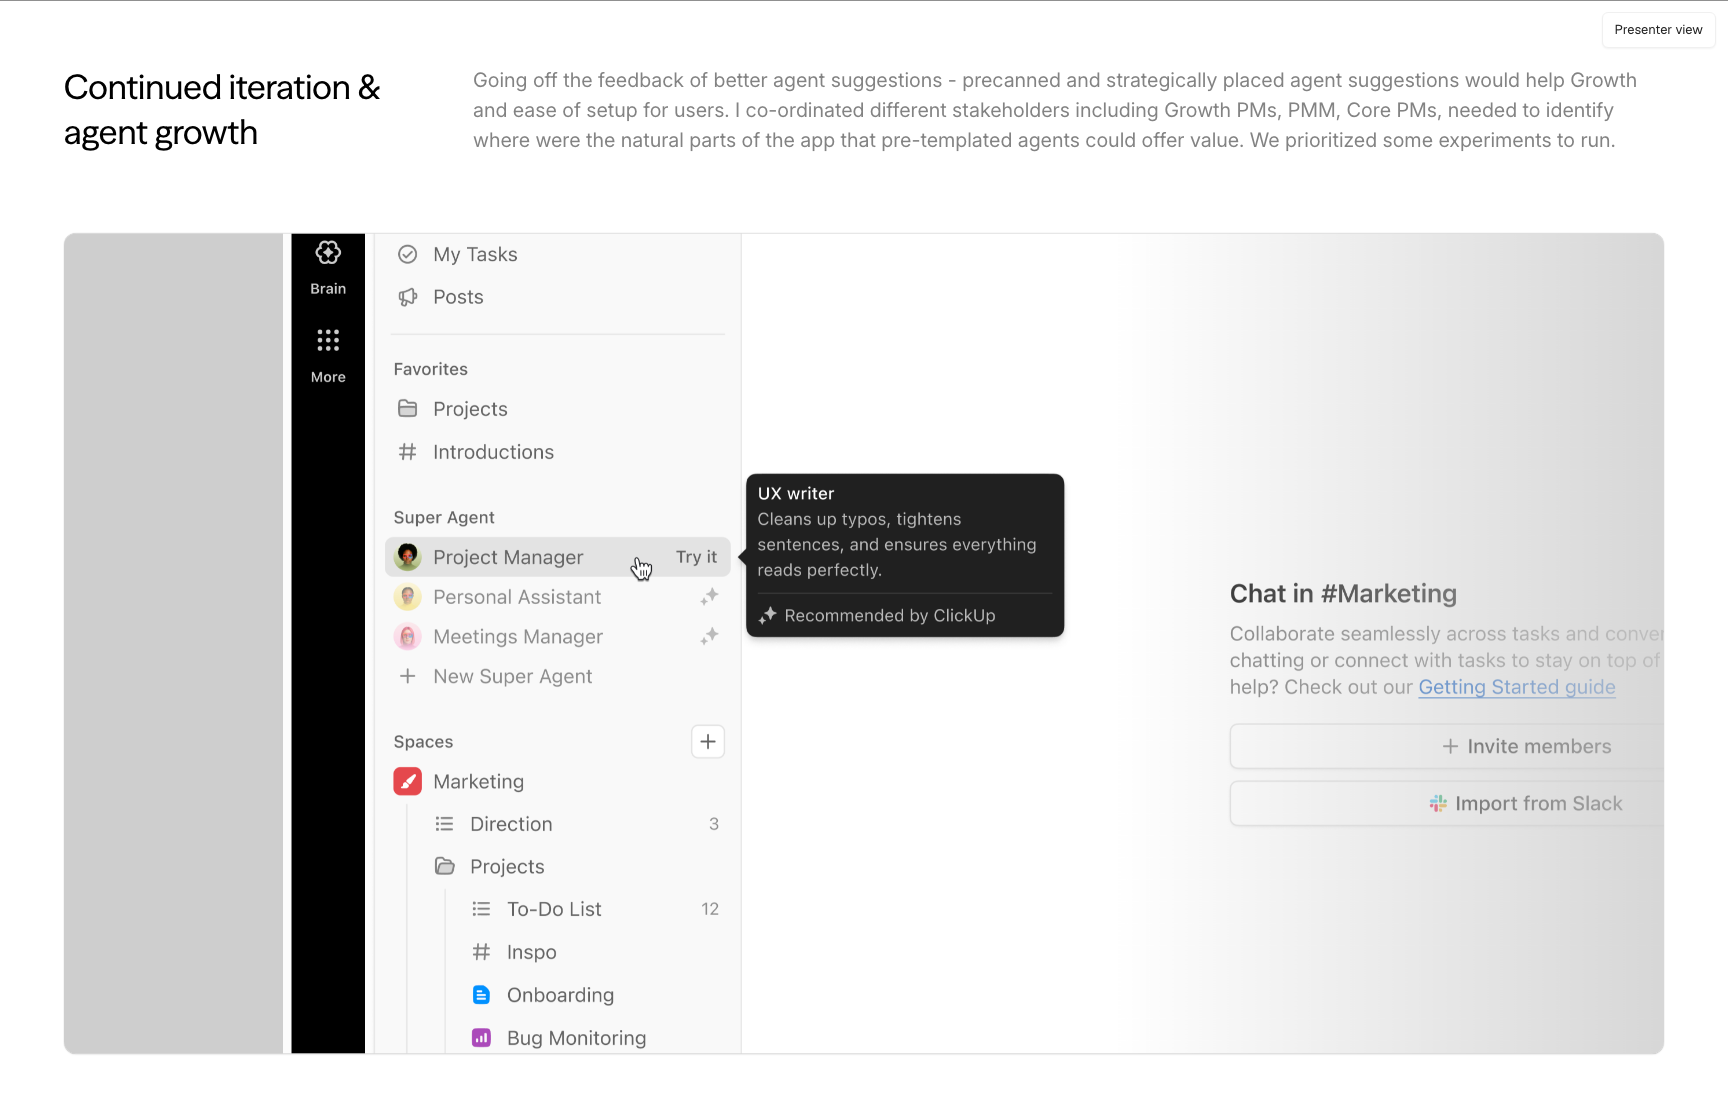 Presenter view
Continued iteration &
agent growth
Going off the feedback of better agent suggestions - precanned and strategically placed agent suggestions would help Growth
and ease of setup for users. I co-ordinated different stakeholders including Growth PMs, PMM, Core PMs, needed to identify
where were the natural parts of the app that pre-templated agents could offer value. We prioritized some experiments to run.
Brain
More
My Tasks
Posts
Favorites
Projects
Introductions
Super Agent
Project Manager Try it
Personal Assistant
Meetings Manager
New Super Agent
Spaces
Marketing
Direction 3
Projects
To-Do List 12
Inspo
Onboarding
Bug Monitoring
UX writer
Cleans up typos, tightens
sentences, and ensures everything
reads perfectly.
Recommended by ClickUp
Chat in #Marketing
Collaborate seamlessly across tasks and conver
chatting or connect with tasks to stay on top of
help? Check out our Getting Started guide
Invite members
Import from Slack